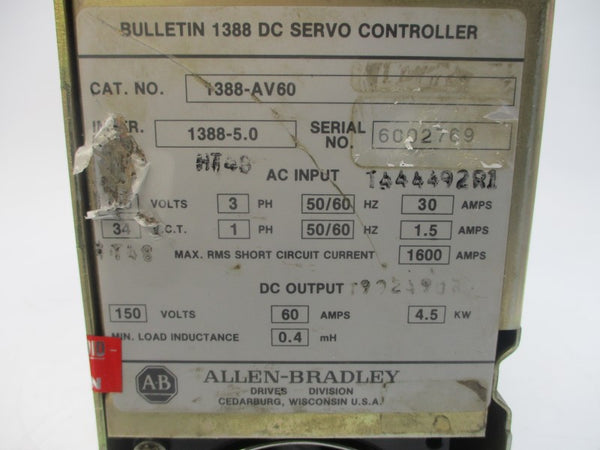 BULLETIN 1388 DC SERVO CONTROLLER
CAT. NO. 1388-AV60
1388-5.0 SERIAL NO. 6002769
HT48
AC INPUT T444492R1
VOLTS 3 PH 50/60 HZ 30 AMPS
34 C.T. 1 PH 50/60 HZ 1.5 AMPS
MAX. RMS SHORT CIRCUIT CURRENT 1600 AMPS
DC OUTPUT
150 VOLTS 60 AMPS 4.5 KW
MIN. LOAD INDUCTANCE 0.4 mH
A-B ALLEN-BRADLEY
DRIVES DIVISION
CEDARBURG, WISCONSIN U.S.A.